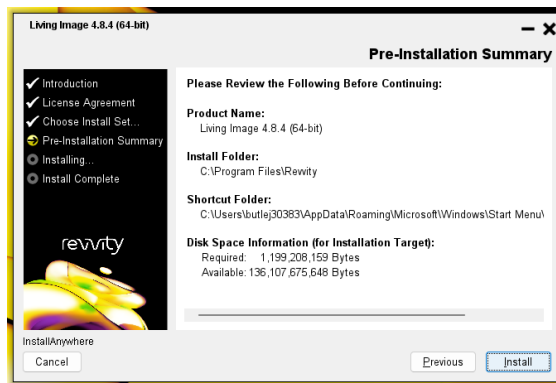 Living Image 4.8.4 (64-bit)
Pre-Installation Summary
Introduction
License Agreement
Choose Install Set...
Pre-Installation Summary
Installing...
Install Complete
revvity
Please Review the Following Before Continuing:
Product Name:
Living Image 4.8.4 (64-bit)
Install Folder:
C:\Program Files\Revvity
Shortcut Folder:
C:\Users\butlej30383\AppData\Roaming\Microsoft\Windows\Start Menu\
Disk Space Information (for Installation Target):
Required: 1,199,208,159 Bytes
Available: 136,107,675,648 Bytes
InstallAnywhere
Cancel
Previous
Install